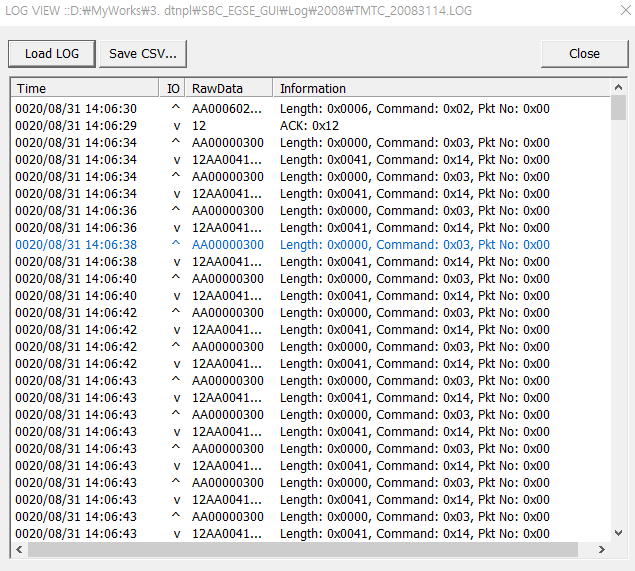 LOG VIEW ::D:₩MyWorks₩3. dtnpl₩SBC_EGSE_GUI₩Log₩2008₩TMTC_20083114.LOG
Load LOG Save CSV... Close
Time IO RawData Information
0020/08/31 14:06:30 ^ AA000602... Length: 0x0006, Command: 0x02, Pkt No: 0x00
0020/08/31 14:06:29 v 12 ACK: 0x12
0020/08/31 14:06:34 ^ AA00000300 Length: 0x0000, Command: 0x03, Pkt No: 0x00
0020/08/31 14:06:34 v 12AA0041... Length: 0x0041, Command: 0x14, Pkt No: 0x00
0020/08/31 14:06:34 ^ AA00000300 Length: 0x0000, Command: 0x03, Pkt No: 0x00
0020/08/31 14:06:34 v 12AA0041... Length: 0x0041, Command: 0x14, Pkt No: 0x00
0020/08/31 14:06:36 ^ AA00000300 Length: 0x0000, Command: 0x03, Pkt No: 0x00
0020/08/31 14:06:36 v 12AA0041... Length: 0x0041, Command: 0x14, Pkt No: 0x00
0020/08/31 14:06:38 ^ AA00000300 Length: 0x0000, Command: 0x03, Pkt No: 0x00
0020/08/31 14:06:38 v 12AA0041... Length: 0x0041, Command: 0x14, Pkt No: 0x00
0020/08/31 14:06:40 ^ AA00000300 Length: 0x0000, Command: 0x03, Pkt No: 0x00
0020/08/31 14:06:40 v 12AA0041... Length: 0x0041, Command: 0x14, Pkt No: 0x00
0020/08/31 14:06:42 ^ AA00000300 Length: 0x0000, Command: 0x03, Pkt No: 0x00
0020/08/31 14:06:42 v 12AA0041... Length: 0x0041, Command: 0x14, Pkt No: 0x00
0020/08/31 14:06:42 ^ AA00000300 Length: 0x0000, Command: 0x03, Pkt No: 0x00
0020/08/31 14:06:42 v 12AA0041... Length: 0x0041, Command: 0x14, Pkt No: 0x00
0020/08/31 14:06:43 ^ AA00000300 Length: 0x0000, Command: 0x03, Pkt No: 0x00
0020/08/31 14:06:43 v 12AA0041... Length: 0x0041, Command: 0x14, Pkt No: 0x00
0020/08/31 14:06:43 ^ AA00000300 Length: 0x0000, Command: 0x03, Pkt No: 0x00
0020/08/31 14:06:43 v 12AA0041... Length: 0x0041, Command: 0x14, Pkt No: 0x00
0020/08/31 14:06:43 ^ AA00000300 Length: 0x0000, Command: 0x03, Pkt No: 0x00
0020/08/31 14:06:43 v 12AA0041... Length: 0x0041, Command: 0x14, Pkt No: 0x00
0020/08/31 14:06:43 ^ AA00000300 Length: 0x0000, Command: 0x03, Pkt No: 0x00
0020/08/31 14:06:43 v 12AA0041... Length: 0x0041, Command: 0x14, Pkt No: 0x00
0020/08/31 14:06:43 ^ AA00000300 Length: 0x0000, Command: 0x03, Pkt No: 0x00
0020/08/31 14:06:43 v 12AA0041... Length: 0x0041, Command: 0x14, Pkt No: 0x00